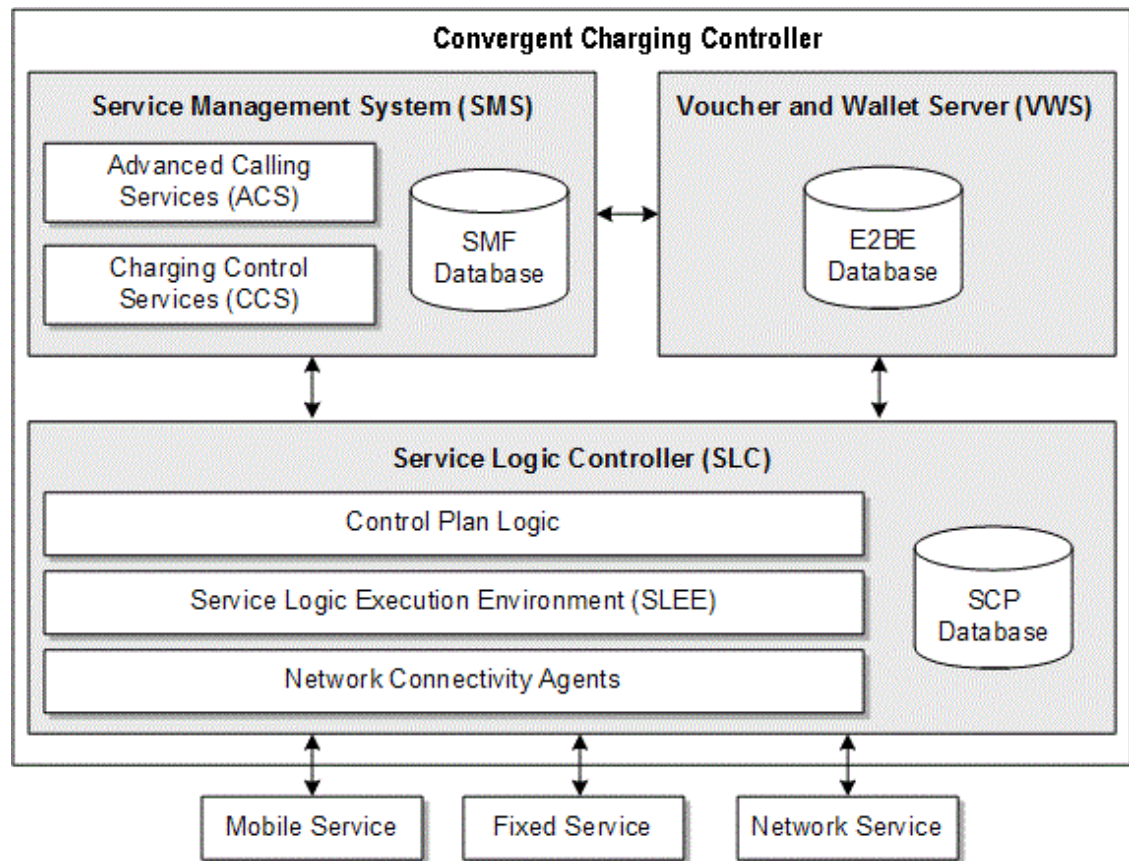 Convergent Charging Controller
Service Management System (SMS)
Advanced Calling
Services (ACS)
Charging Control
Services (CCS)
SMF
Database
Voucher and Wallet Server (VWS)
E2BE
Database
Service Logic Controller (SLC)
Control Plan Logic
Service Logic Execution Environment (SLEE)
Network Connectivity Agents
SCP
Database
Mobile Service
Fixed Service
Network Service